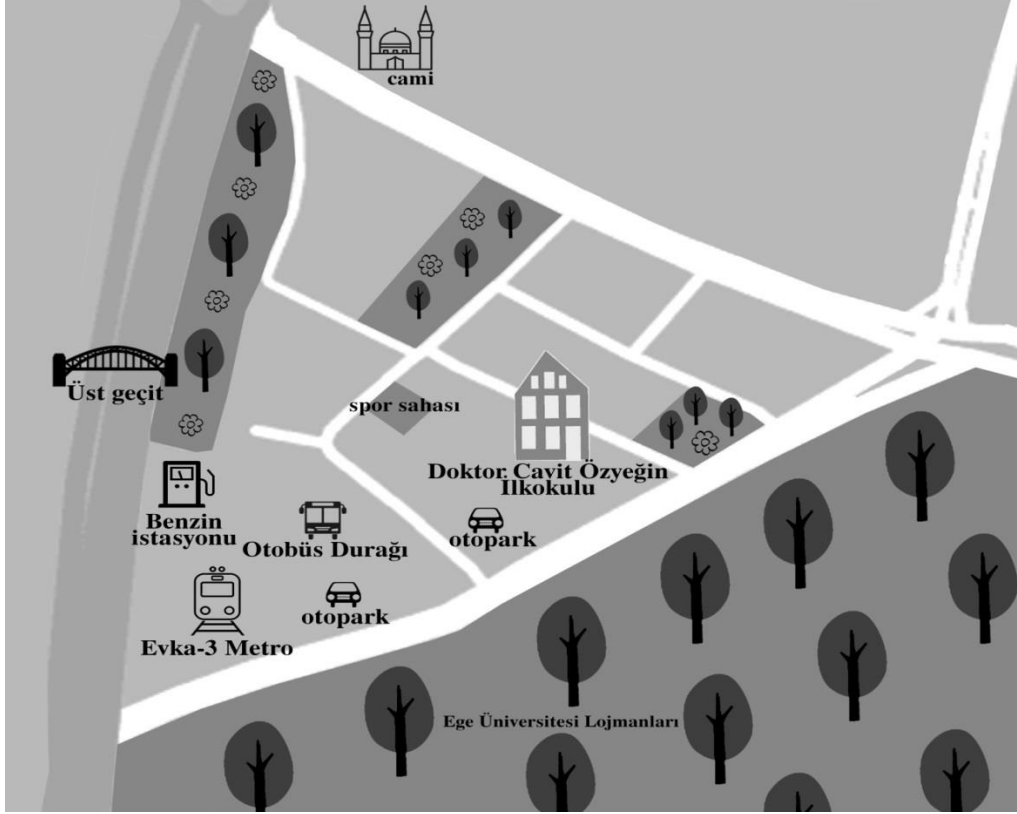 cami
Üst geçit
spor sahası
Doktor Cavit Özyeğin
İlkokulu
Benzin
istasyonu
Otobüs Durağı
otopark
otopark
Evka-3 Metro
Ege Üniversitesi Lojmanları